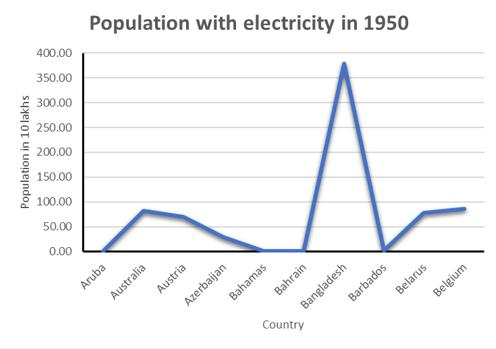 Population with electricity in 1950
Population in 10 lakhs
400.00
350.00
300.00
250.00
200.00
150.00
100.00
50.00
0.00
Aruba
Australia
Austria
Azerbaijan
Bahamas
Bahrain
Bangladesh
Barbados
Belarus
Belgium
Country